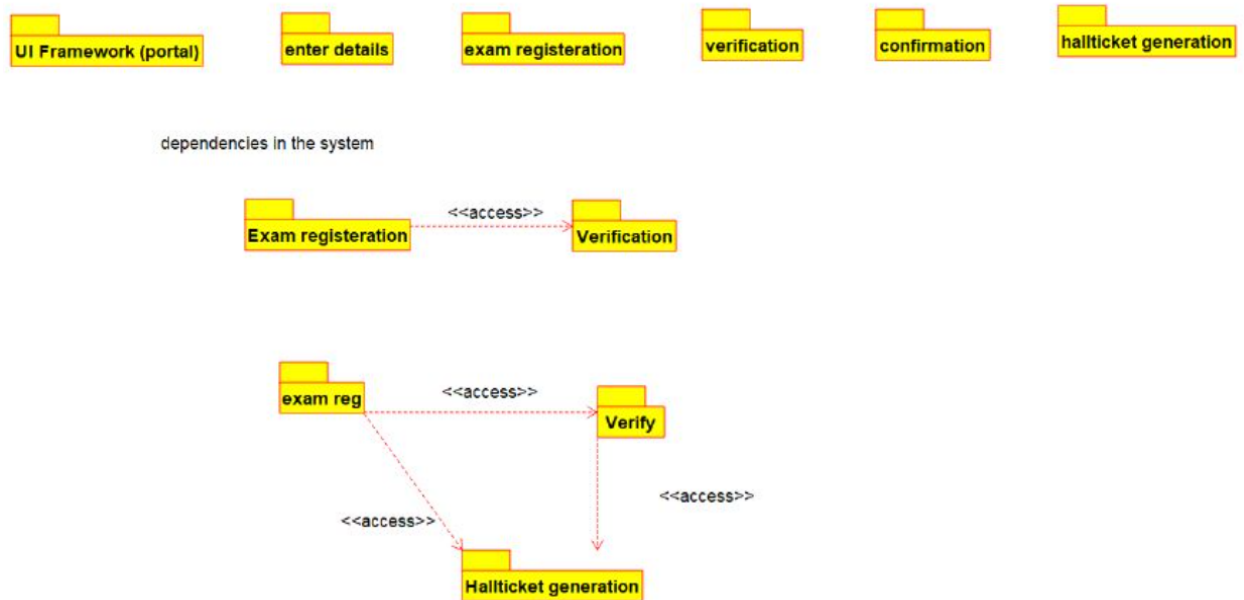 UI Framework (portal)
enter details
exam registeration
verification
confirmation
hallticket generation
dependencies in the system
<<access>>
Exam registeration
Verification
<<access>>
exam reg
Verify
<<access>>
<<access>>
Hallticket generation